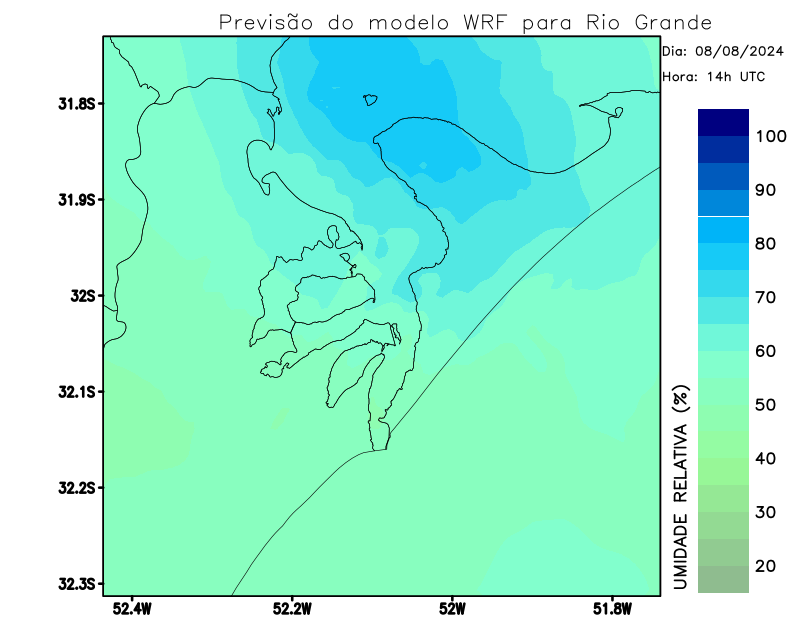 Previsão do modelo WRF para Rio Grande
Dia: 08/08/2024
Hora: 14h UTC
31.8S
31.9S
32S
32.1S
32.2S
32.3S
52.4W
52.2W
52W
51.8W
UMIDADE RELATIVA (%)
100
90
80
70
60
50
40
30
20